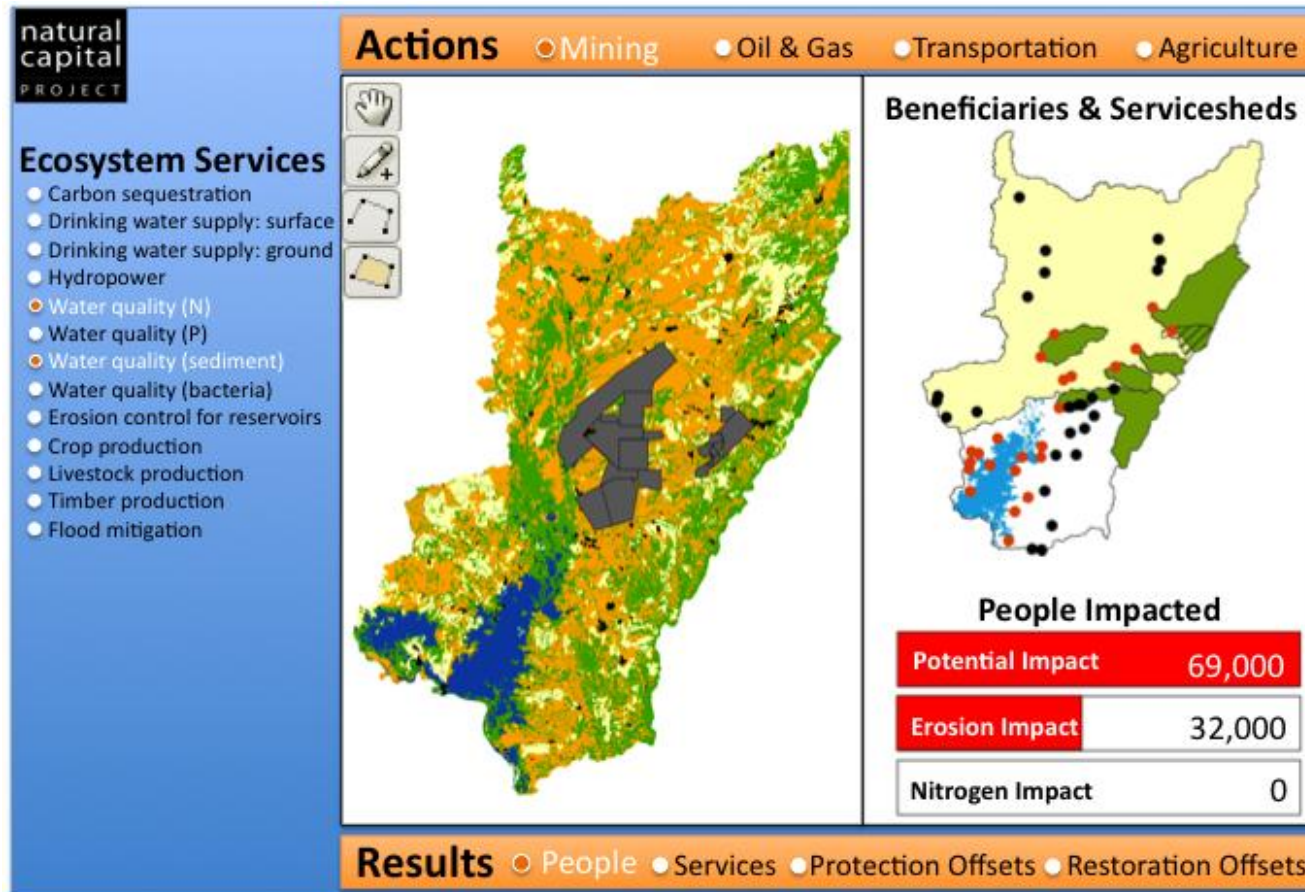 natural
capital
PROJECT
Actions Mining Oil & Gas Transportation Agriculture
Ecosystem Services
Carbon sequestration
Drinking water supply: surface
Drinking water supply: ground
Hydropower
Water quality (N)
Water quality (P)
Water quality (sediment)
Water quality (bacteria)
Erosion control for reservoirs
Crop production
Livestock production
Timber production
Flood mitigation
Beneficiaries & Servicesheds
People Impacted
Potential Impact 69,000
Erosion Impact 32,000
Nitrogen Impact 0
Results People Services Protection Offsets Restoration Offsets